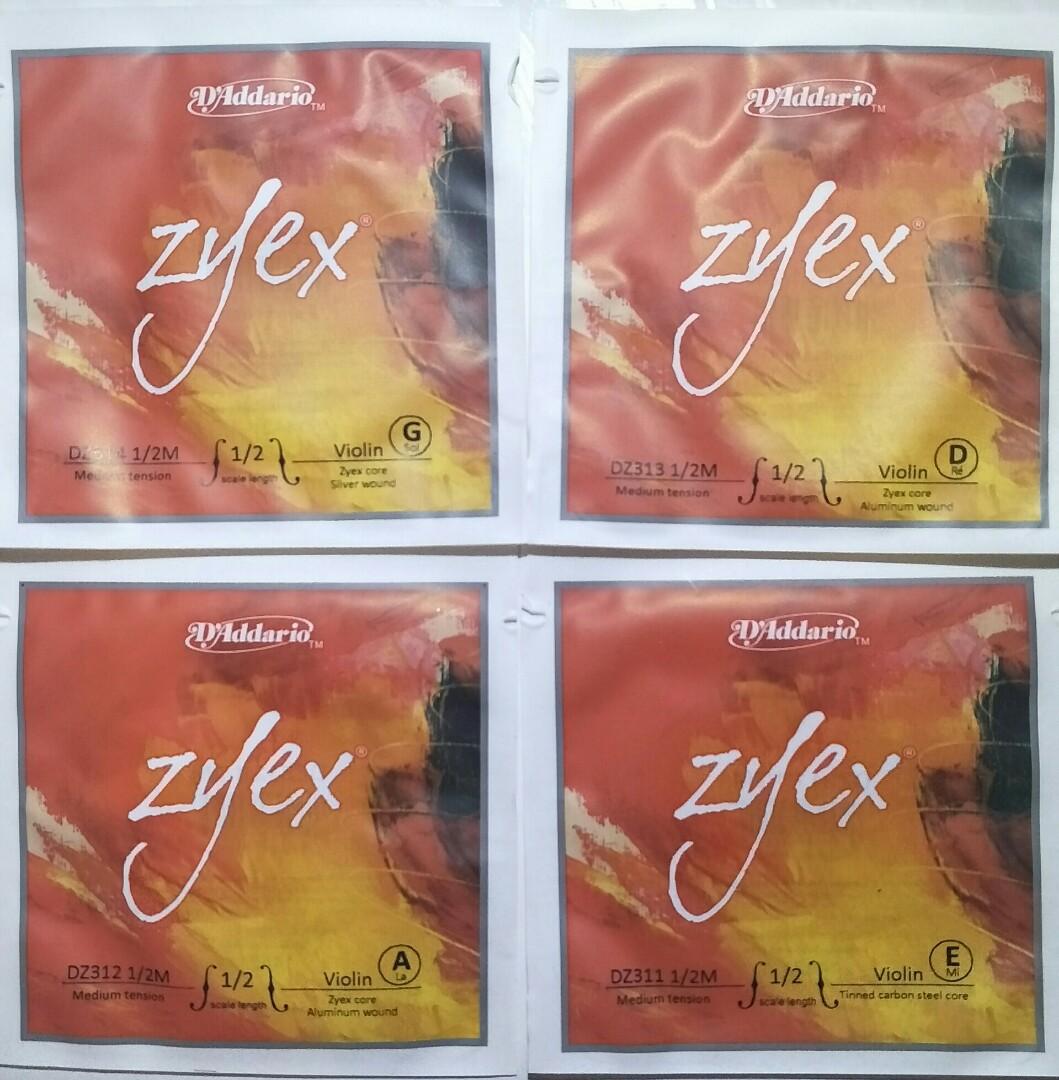 D'Addario™
zyex®
DZ314 1/2M
Medium tension
1/2
scale length
Violin
G
Sol
Zyex core
Silver wound
D'Addario™
zyex®
DZ313 1/2M
Medium tension
1/2
scale length
Violin
D
Ré
Zyex core
Aluminum wound
D'Addario™
zyex®
DZ312 1/2M
Medium tension
1/2
scale length
Violin
A
La
Zyex core
Aluminum wound
D'Addario™
zyex®
DZ311 1/2M
Medium tension
1/2
scale length
Violin
E
Mi
Tinned carbon steel core